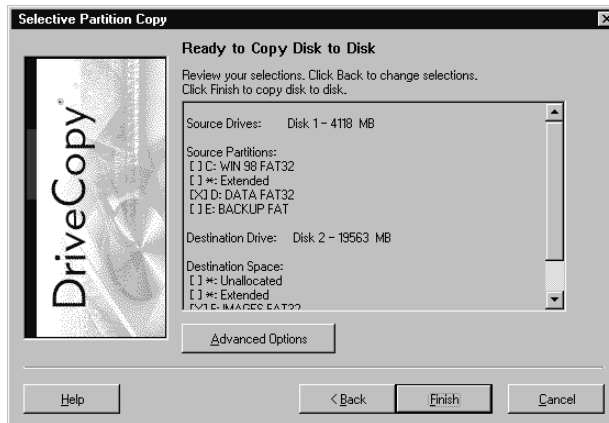 Selective Partition Copy
DriveCopy
Ready to Copy Disk to Disk
Review your selections. Click Back to change selections.
Click Finish to copy disk to disk.
Source Drives: Disk 1 - 4118 MB
Source Partitions:
[ ] C: WIN 98 FAT32
[ ] *: Extended
[X] D: DATA FAT32
[ ] E: BACKUP FAT
Destination Drive: Disk 2 - 19563 MB
Destination Space:
[ ] *: Unallocated
[ ] *: Extended
[X] F: IMAGES FAT32
Advanced Options
Help
< Back
Finish
Cancel